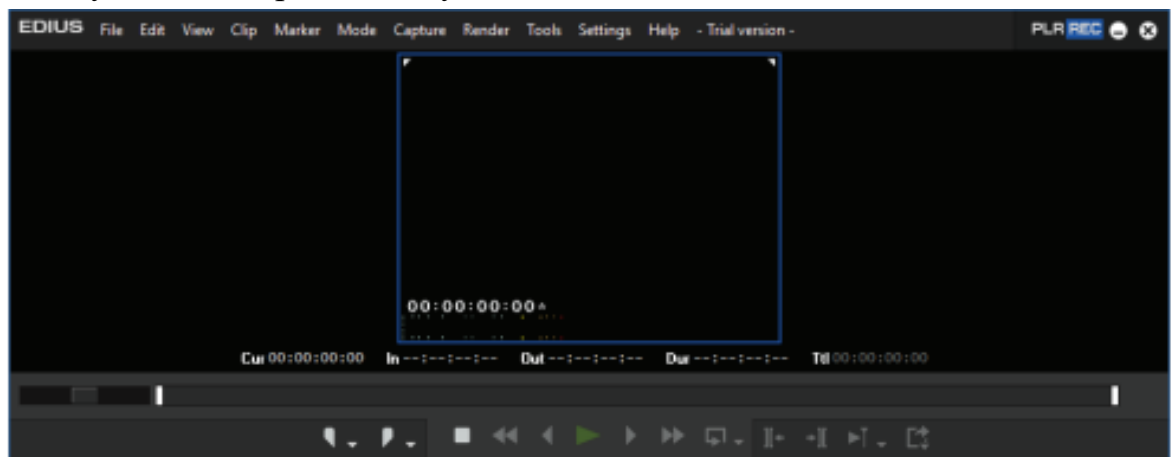 EDIUS File Edit View Clip Marker Mode Capture Render Tools Settings Help - Trial version - PLR REC
00:00:00:00
Cur 00:00:00:00 In --:--:--:-- Out --:--:--:-- Dur --:--:--:-- Ttl 00:00:00:00